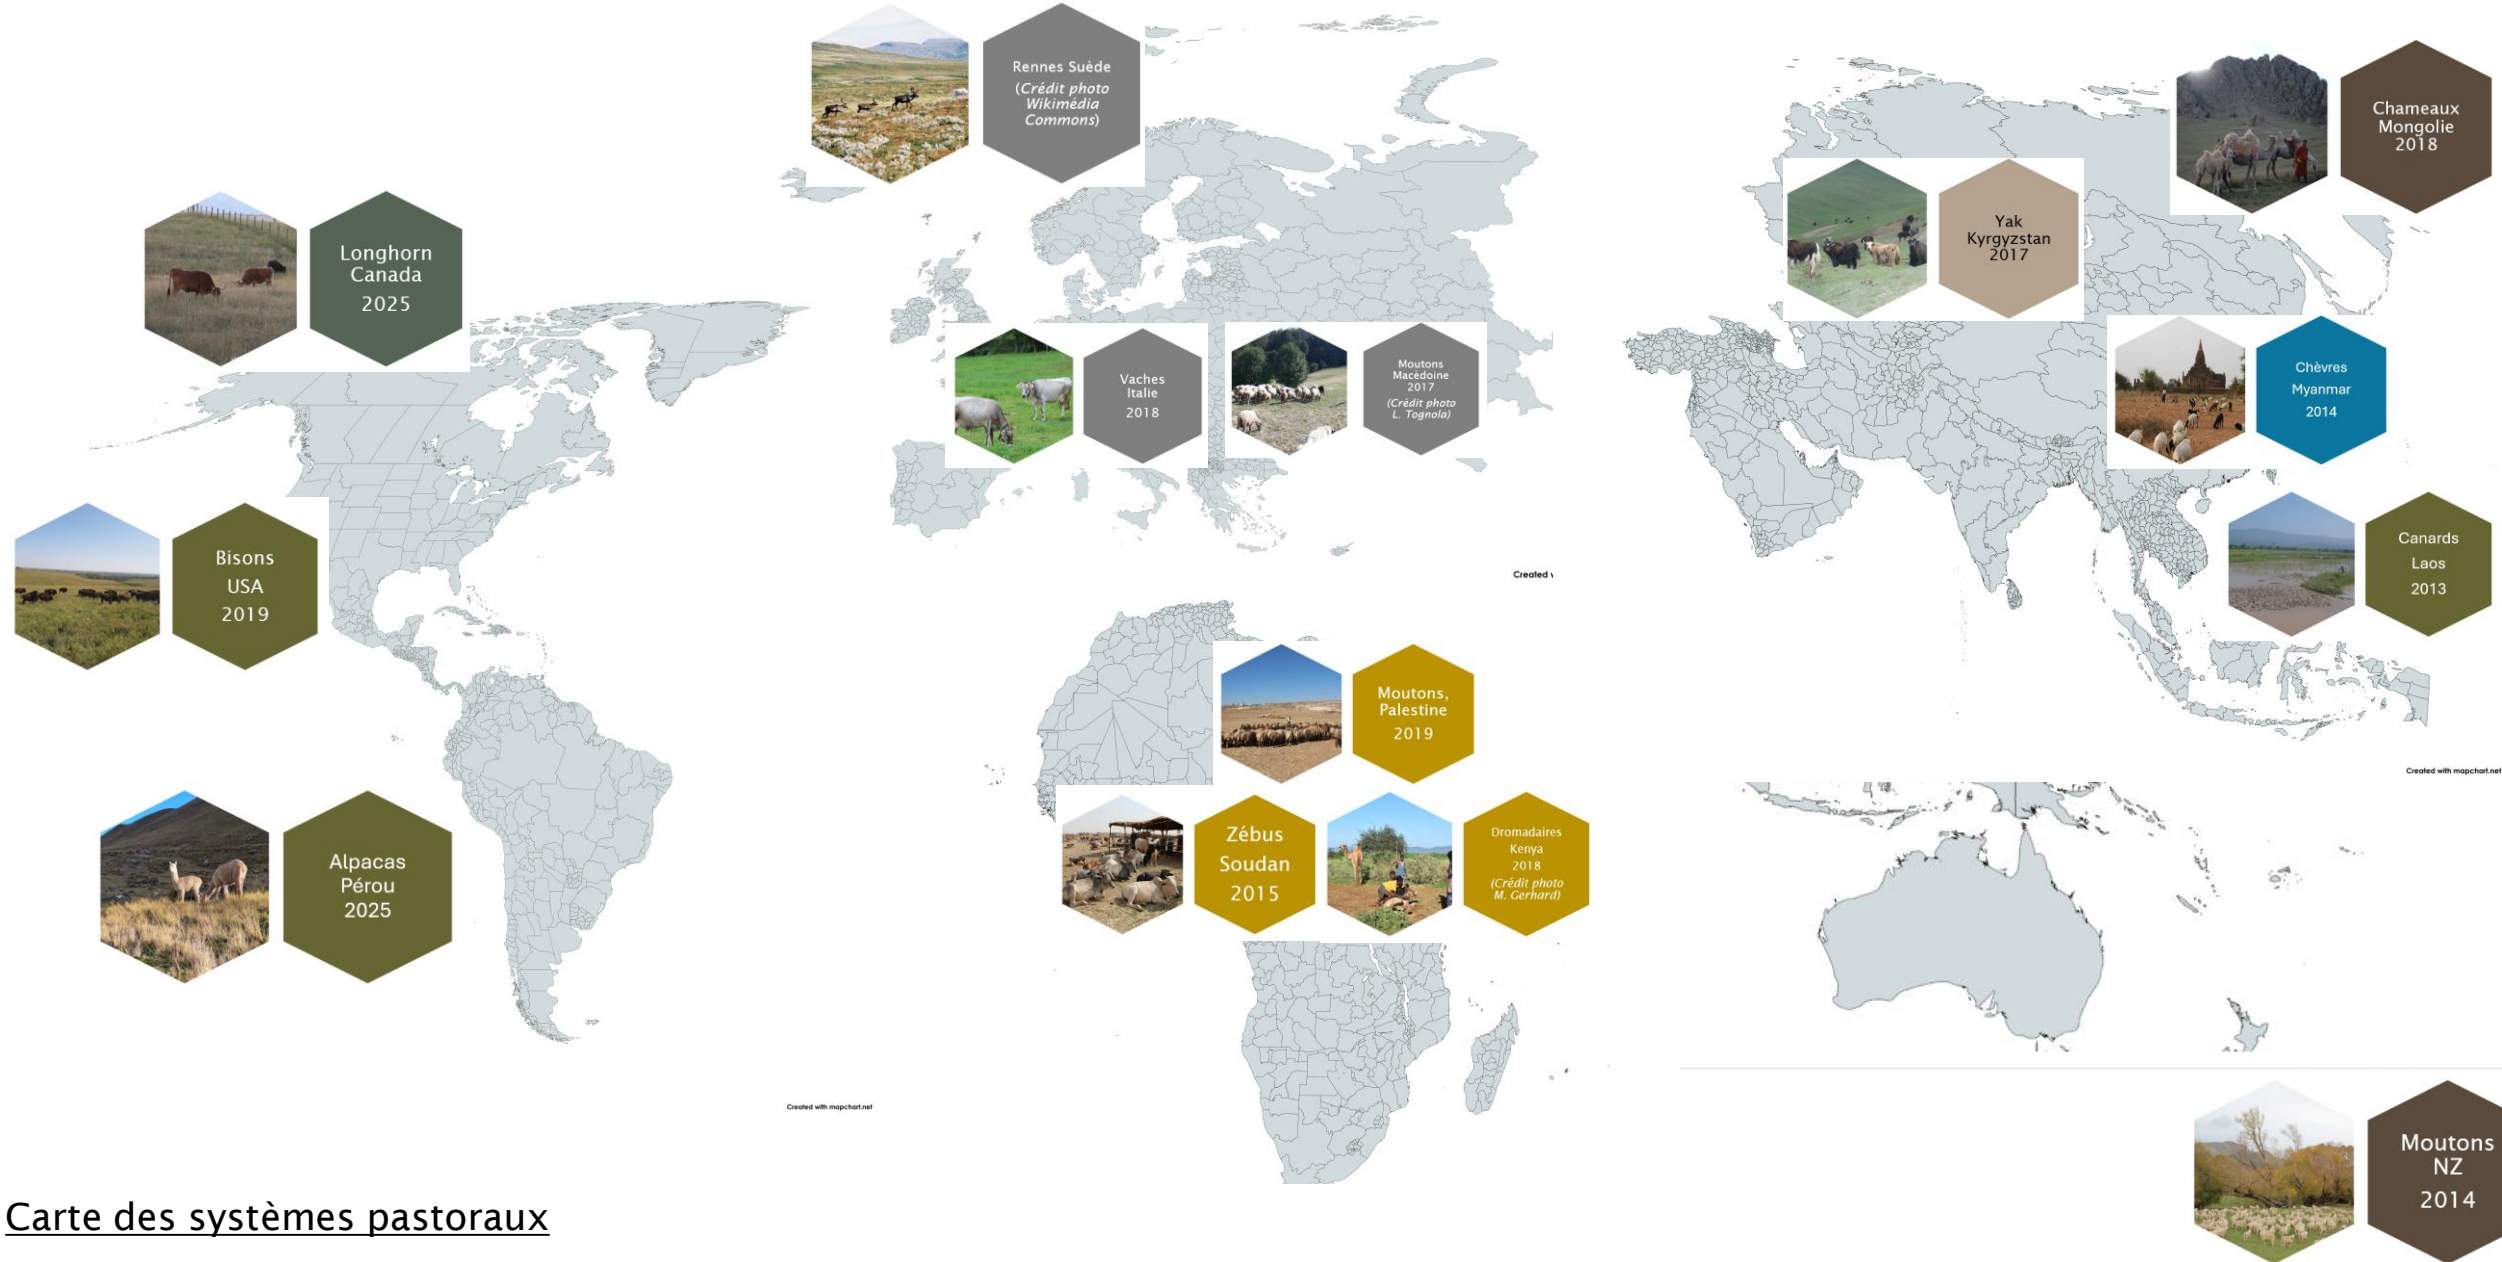 Rennes Suède
(Crédit photo
Wikimédia
Commons)
Chameaux
Mongolie
2018
Longhorn
Canada
2025
Yak
Kyrgyzstan
2017
Vaches
Italie
2018
Moutons
Macédoine
2017
(Crédit photo
L. Tognola)
Chèvres
Myanmar
2014
Bisons
USA
2019
Canards
Laos
2013
Created
Moutons,
Palestine
2019
Created with mapchart.net
Alpacas
Pérou
2025
Zébus
Soudan
2015
Dromadaires
Kenya
2018
(Crédit photo
M. Gerhard)
Created with mapchart.net
Moutons
NZ
2014
Carte des systèmes pastoraux